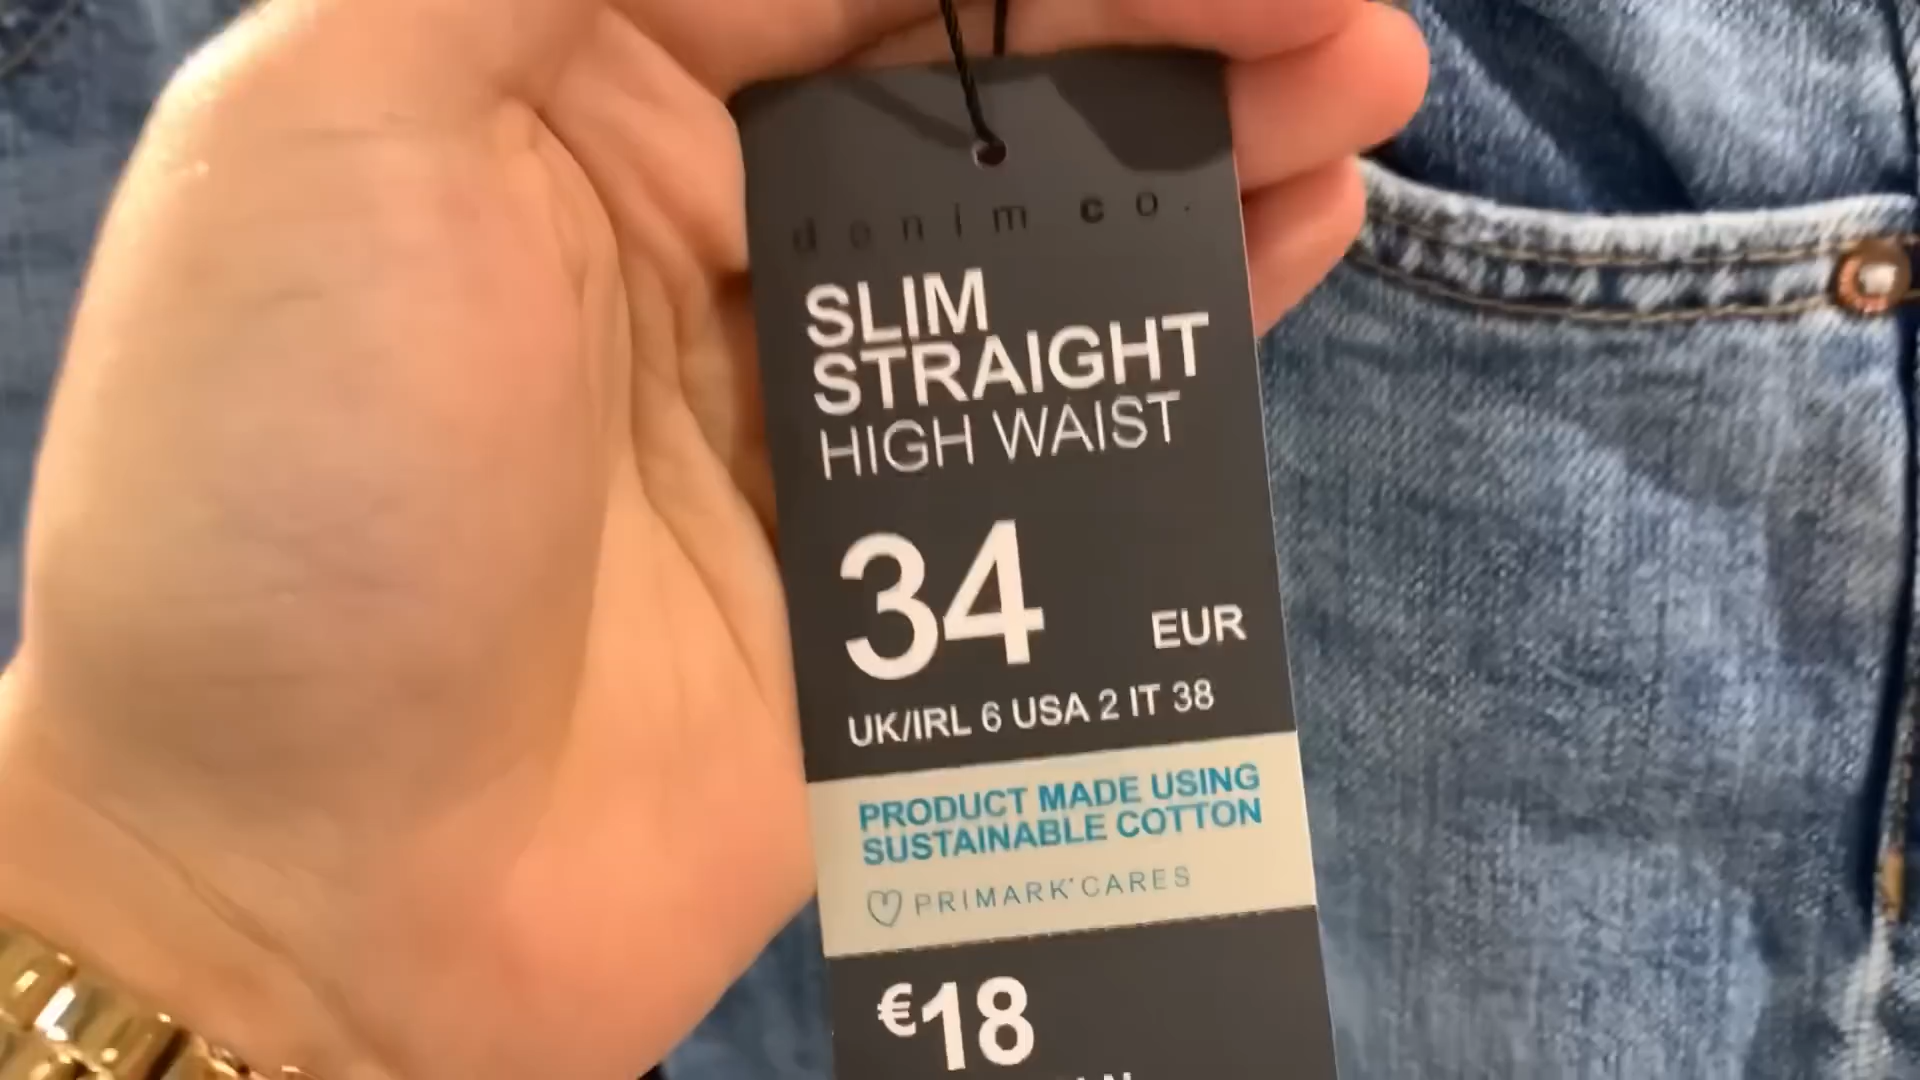 denim co.
SLIM
STRAIGHT
HIGH WAIST
34 EUR
UK/IRL 6 USA 2 IT 38
PRODUCT MADE USING
SUSTAINABLE COTTON
PRIMARK® CARES
€18